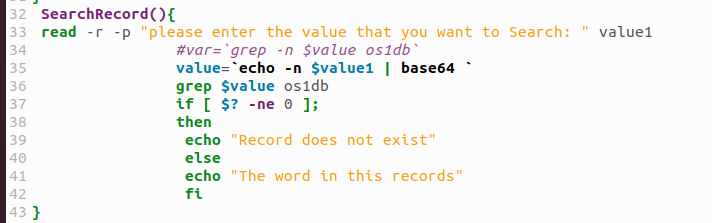 32 SearchRecord(){
33 read -r -p "please enter the value that you want to Search: " value1
34 #var=`grep -n $value os1db`
35 value=`echo -n $value1 | base64 `
36 grep $value os1db
37 if [ $? -ne 0 ];
38 then
39 echo "Record does not exist"
40 else
41 echo "The word in this records"
42 fi
43 }